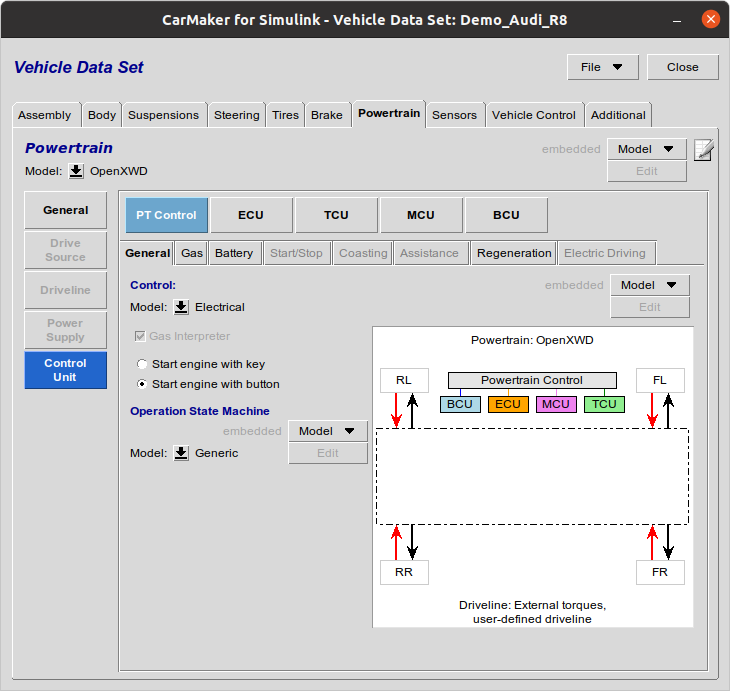 CarMaker for Simulink - Vehicle Data Set: Demo_Audi_R8
Vehicle Data Set
File
Close
Assembly
Body
Suspensions
Steering
Tires
Brake
Powertrain
Sensors
Vehicle Control
Additional
Powertrain
embedded
Model
Model: OpenXWD
Edit
General
Drive
Source
Driveline
Power
Supply
Control
Unit
PT Control
ECU
TCU
MCU
BCU
General
Gas
Battery
Start/Stop
Coasting
Assistance
Regeneration
Electric Driving
Control:
embedded
Model
Model: Electrical
Edit
Gas Interpreter
Start engine with key
Start engine with button
Operation State Machine
embedded
Model
Model: Generic
Edit
Powertrain: OpenXWD
RL
Powertrain Control
FL
BCU
ECU
MCU
TCU
RR
FR
Driveline: External torques,
user-defined driveline